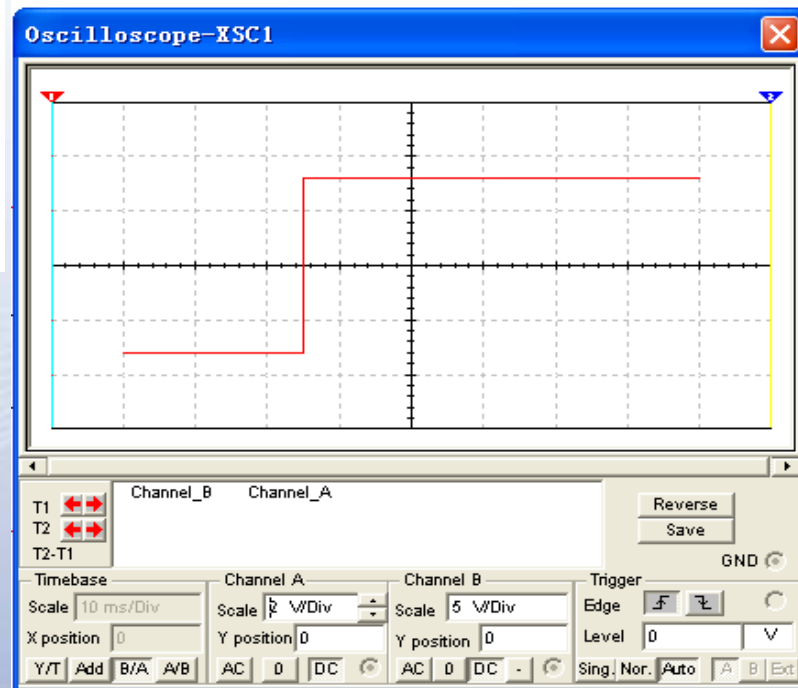 Oscilloscope-XSC1
1 2
Channel_B Channel_A
T1
T2
T2-T1
Reverse
Save
GND
Timebase Channel A Channel B Trigger
Scale 10 ms/Div Scale 2 V/Div Scale 5 V/Div Edge
X position 0 Y position 0 Y position 0 Level 0 V
Y/T Add B/A A/B AC 0 DC AC 0 DC - Sing. Nor. Auto A B Ext